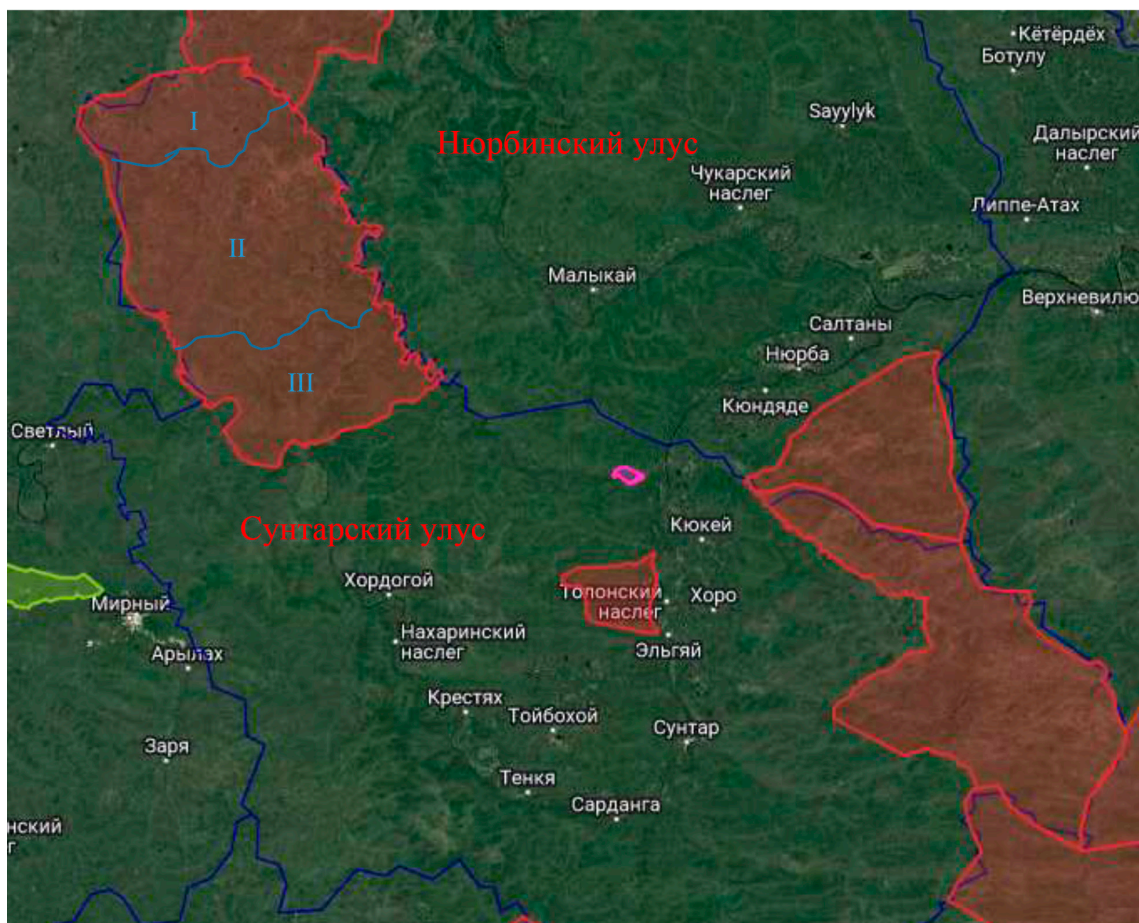 Кётёрдёх
Ботулу
I
Sayylyk
Нюрбинский улус
Далырский
наслег
Чукарский
наслег
Липпе-Атах
II
Малыкай
Верхневилю
Салтаны
Нюрба
III
Кюндяде
Светлый
Сунтарский улус
Кюкей
Хордогой
Толонский
наслег
Хоро
Мирный
Нахаринский
наслег
Эльгяй
Арылах
Крестях
Тойбохой
Сунтар
Заря
Тенкя
Сарданга
нский
г